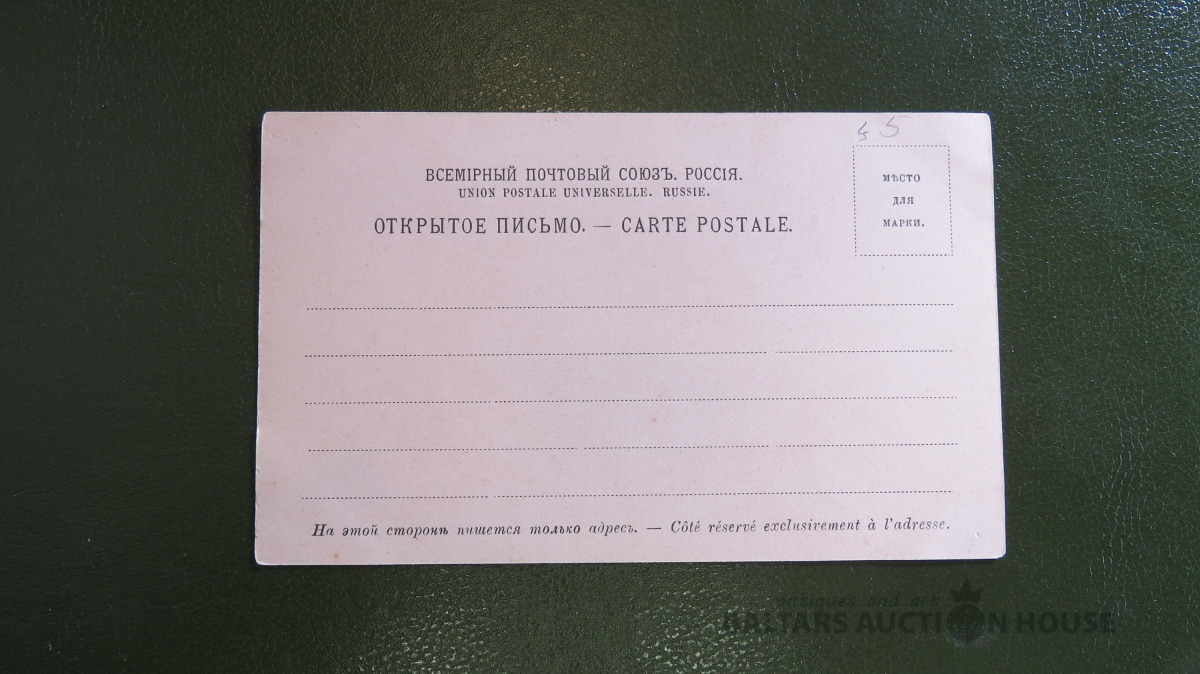 45
ВСЕМІРНЫЙ ПОЧТОВЫЙ СОЮЗЪ. РОССІЯ.
UNION POSTALE UNIVERSELLE. RUSSIE.
ОТКРЫТОЕ ПИСЬМО. — CARTE POSTALE.
МѢСТО
ДЛЯ
МАРКИ.
На этой сторонѣ пишется только адресъ. — Côté réservé exclusivement à l'adresse.
antiques and art
BALTARS AUCTION HOUSE